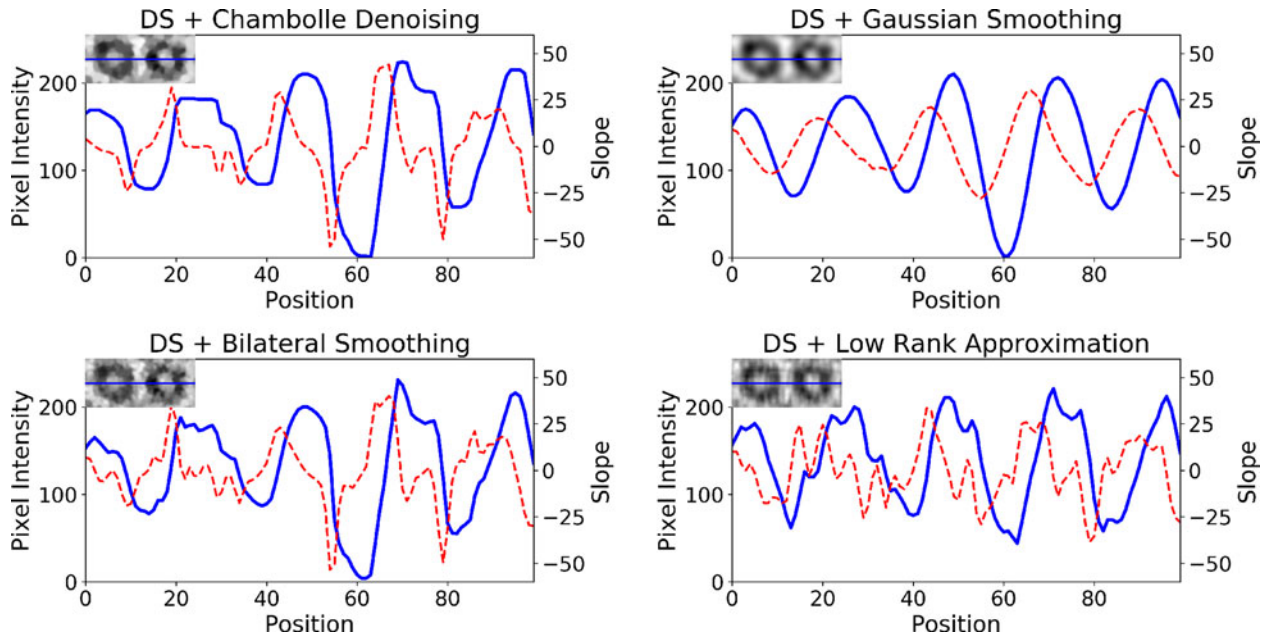 DS + Chambolle Denoising
Pixel Intensity
200
100
0
0 20 40 60 80
Position
50
25
0
−25
−50
Slope
DS + Gaussian Smoothing
Pixel Intensity
200
100
0
0 20 40 60 80
Position
50
25
0
−25
−50
Slope
DS + Bilateral Smoothing
Pixel Intensity
200
100
0
0 20 40 60 80
Position
50
25
0
−25
−50
Slope
DS + Low Rank Approximation
Pixel Intensity
200
100
0
0 20 40 60 80
Position
50
25
0
−25
−50
Slope